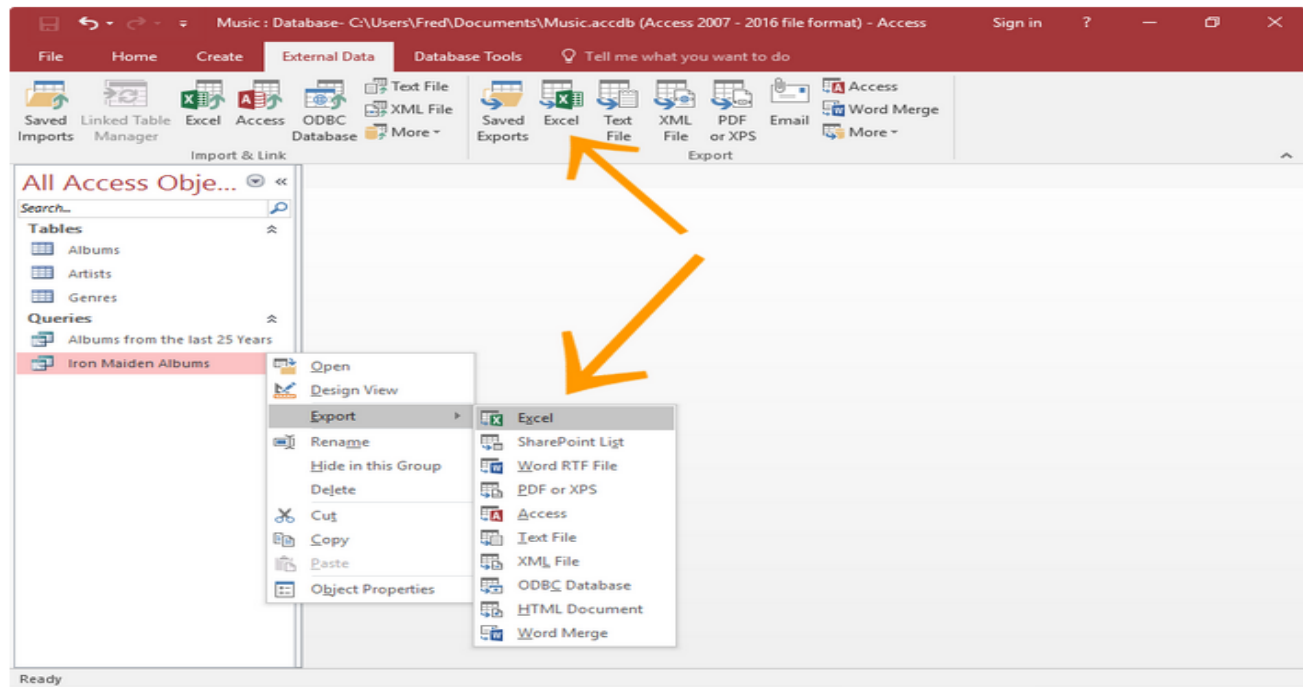 Music : Database- C:\Users\Fred\Documents\Music.accdb (Access 2007 - 2016 file format) - Access Sign in ?
File Home Create External Data Database Tools Tell me what you want to do
Saved Imports
Linked Table Manager
Excel
Access
ODBC Database
Text File
XML File
More
Import & Link
Saved Exports
Excel
Text File
XML File
PDF or XPS
Email
Access
Word Merge
More
Export
All Access Obje...
Search...
Tables
Albums
Artists
Genres
Queries
Albums from the last 25 Years
Iron Maiden Albums
Open
Design View
Export
Rename
Hide in this Group
Delete
Cut
Copy
Paste
Object Properties
Excel
SharePoint List
Word RTF File
PDF or XPS
Access
Text File
XML File
ODBC Database
HTML Document
Word Merge
Ready